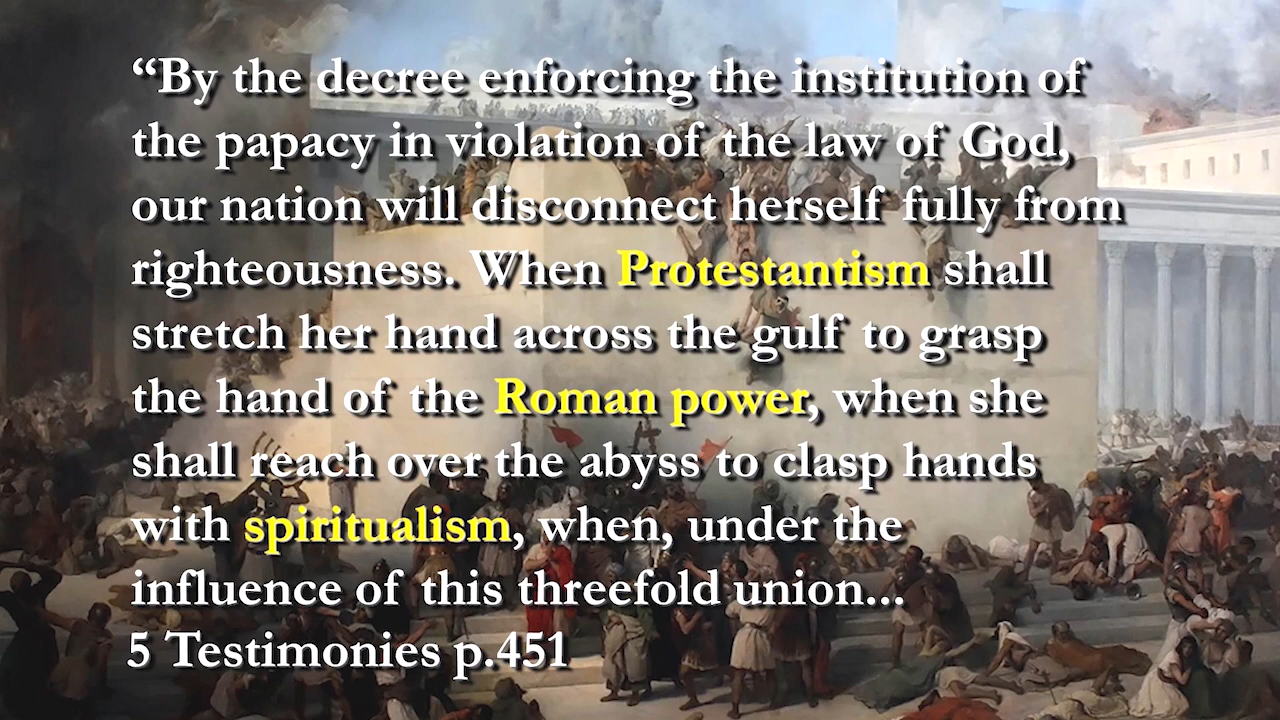 “By the decree enforcing the institution of
the papacy in violation of the law of God,
our nation will disconnect herself fully from
righteousness. When Protestantism shall
stretch her hand across the gulf to grasp
the hand of the Roman power, when she
shall reach over the abyss to clasp hands
with spiritualism, when, under the
influence of this threefold union...
5 Testimonies p.451